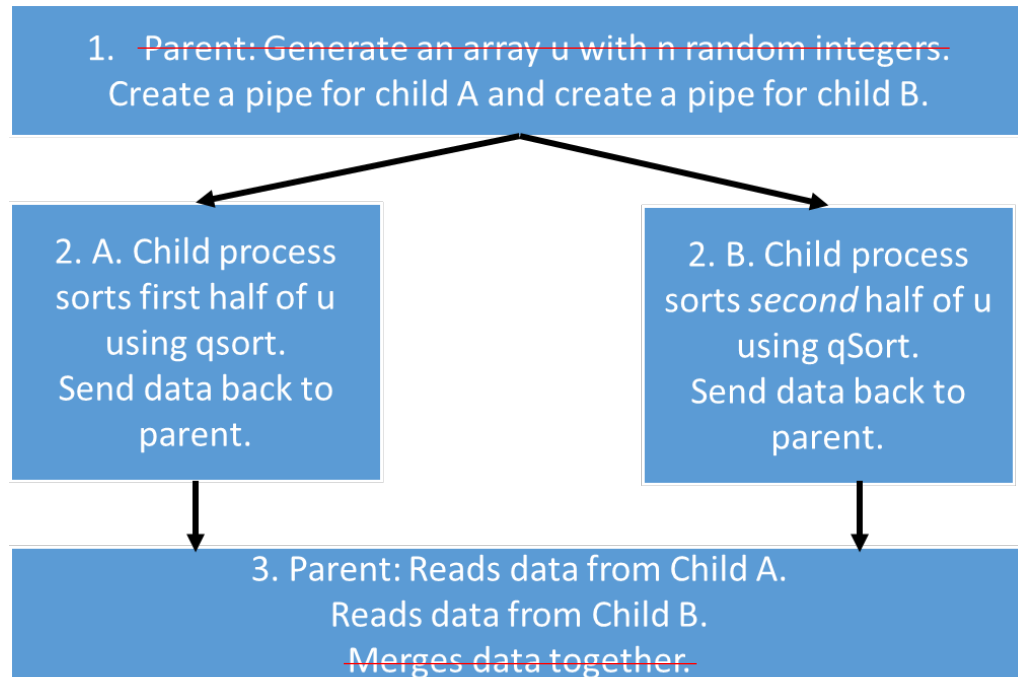 1. Parent: Generate an array u with n random integers.
Create a pipe for child A and create a pipe for child B.
2. A. Child process
sorts first half of u
using qsort.
Send data back to
parent.
2. B. Child process
sorts second half of u
using qSort.
Send data back to
parent.
3. Parent: Reads data from Child A.
Reads data from Child B.
Merges data together.